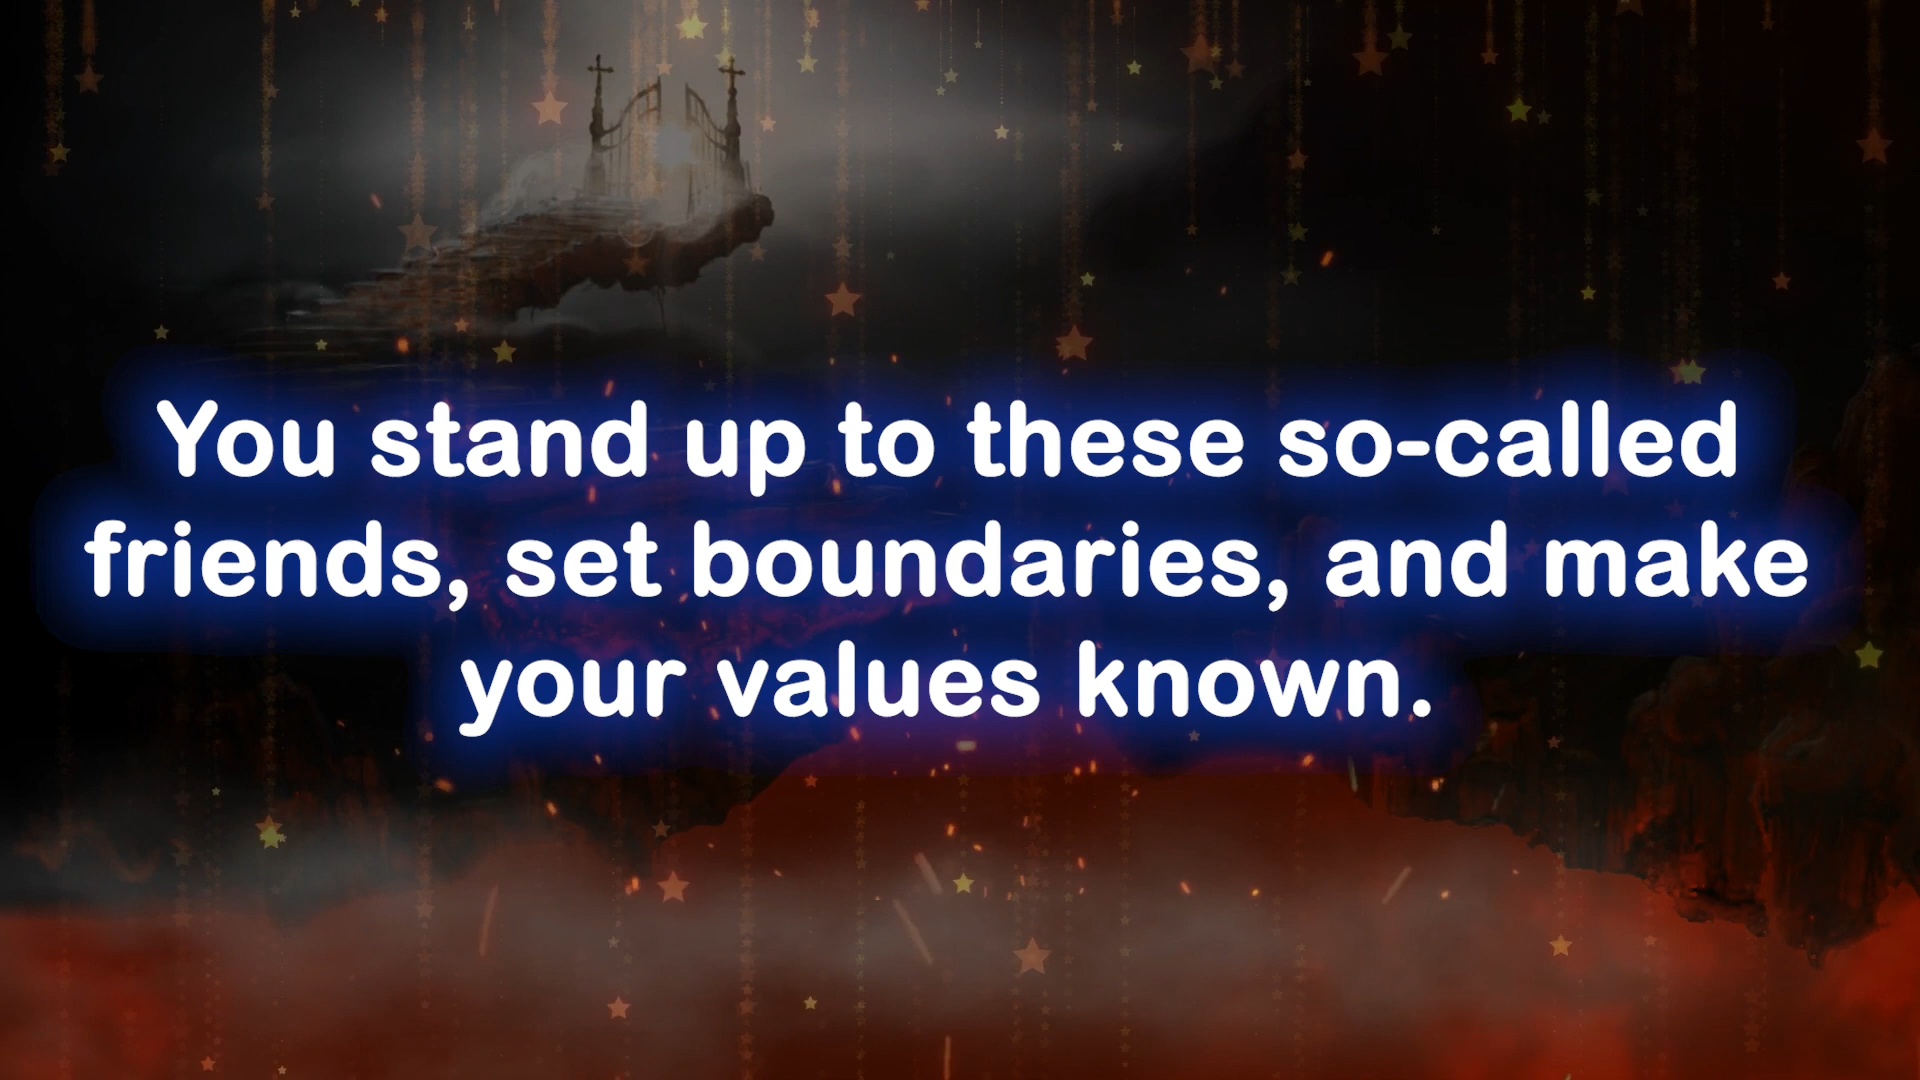 You stand up to these so-called
friends, set boundaries, and make
your values known.